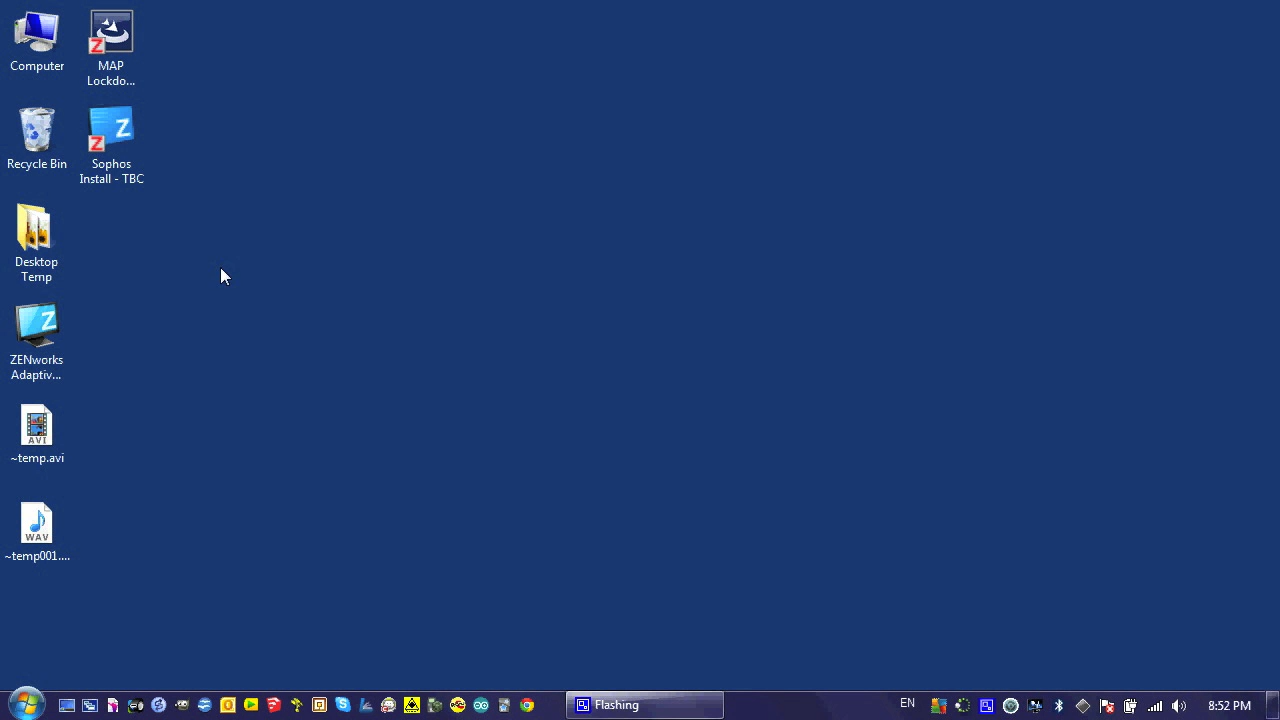 Computer
MAP
Lockdo...
Recycle Bin
Sophos
Install - TBC
Desktop
Temp
ZENworks
Adaptiv...
AVI
~temp.avi
WAV
~temp001....
Flashing
EN
8:52 PM